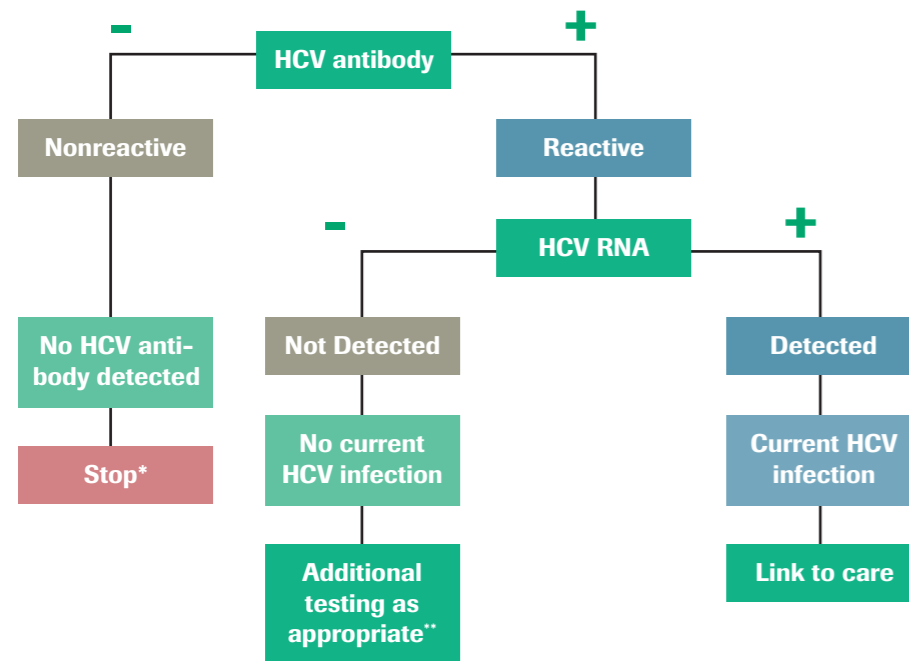 -
+
HCV antibody
Nonreactive
Reactive
-
+
HCV RNA
No HCV anti-
body detected
Not Detected
Detected
Stop*
No current
HCV infection
Current HCV
infection
Additional
testing as
appropriate**
Link to care